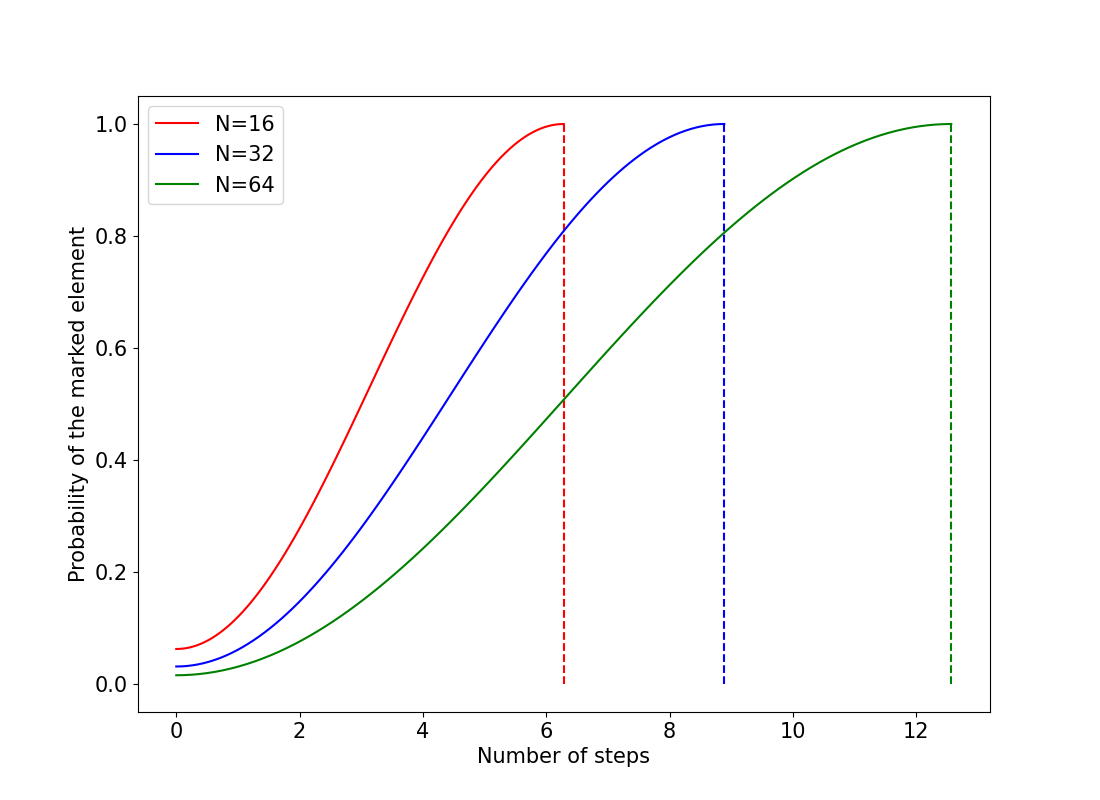 N=16
N=32
N=64
Probability of the marked element
1.0
0.8
0.6
0.4
0.2
0.0
0 2 4 6 8 10 12
Number of steps